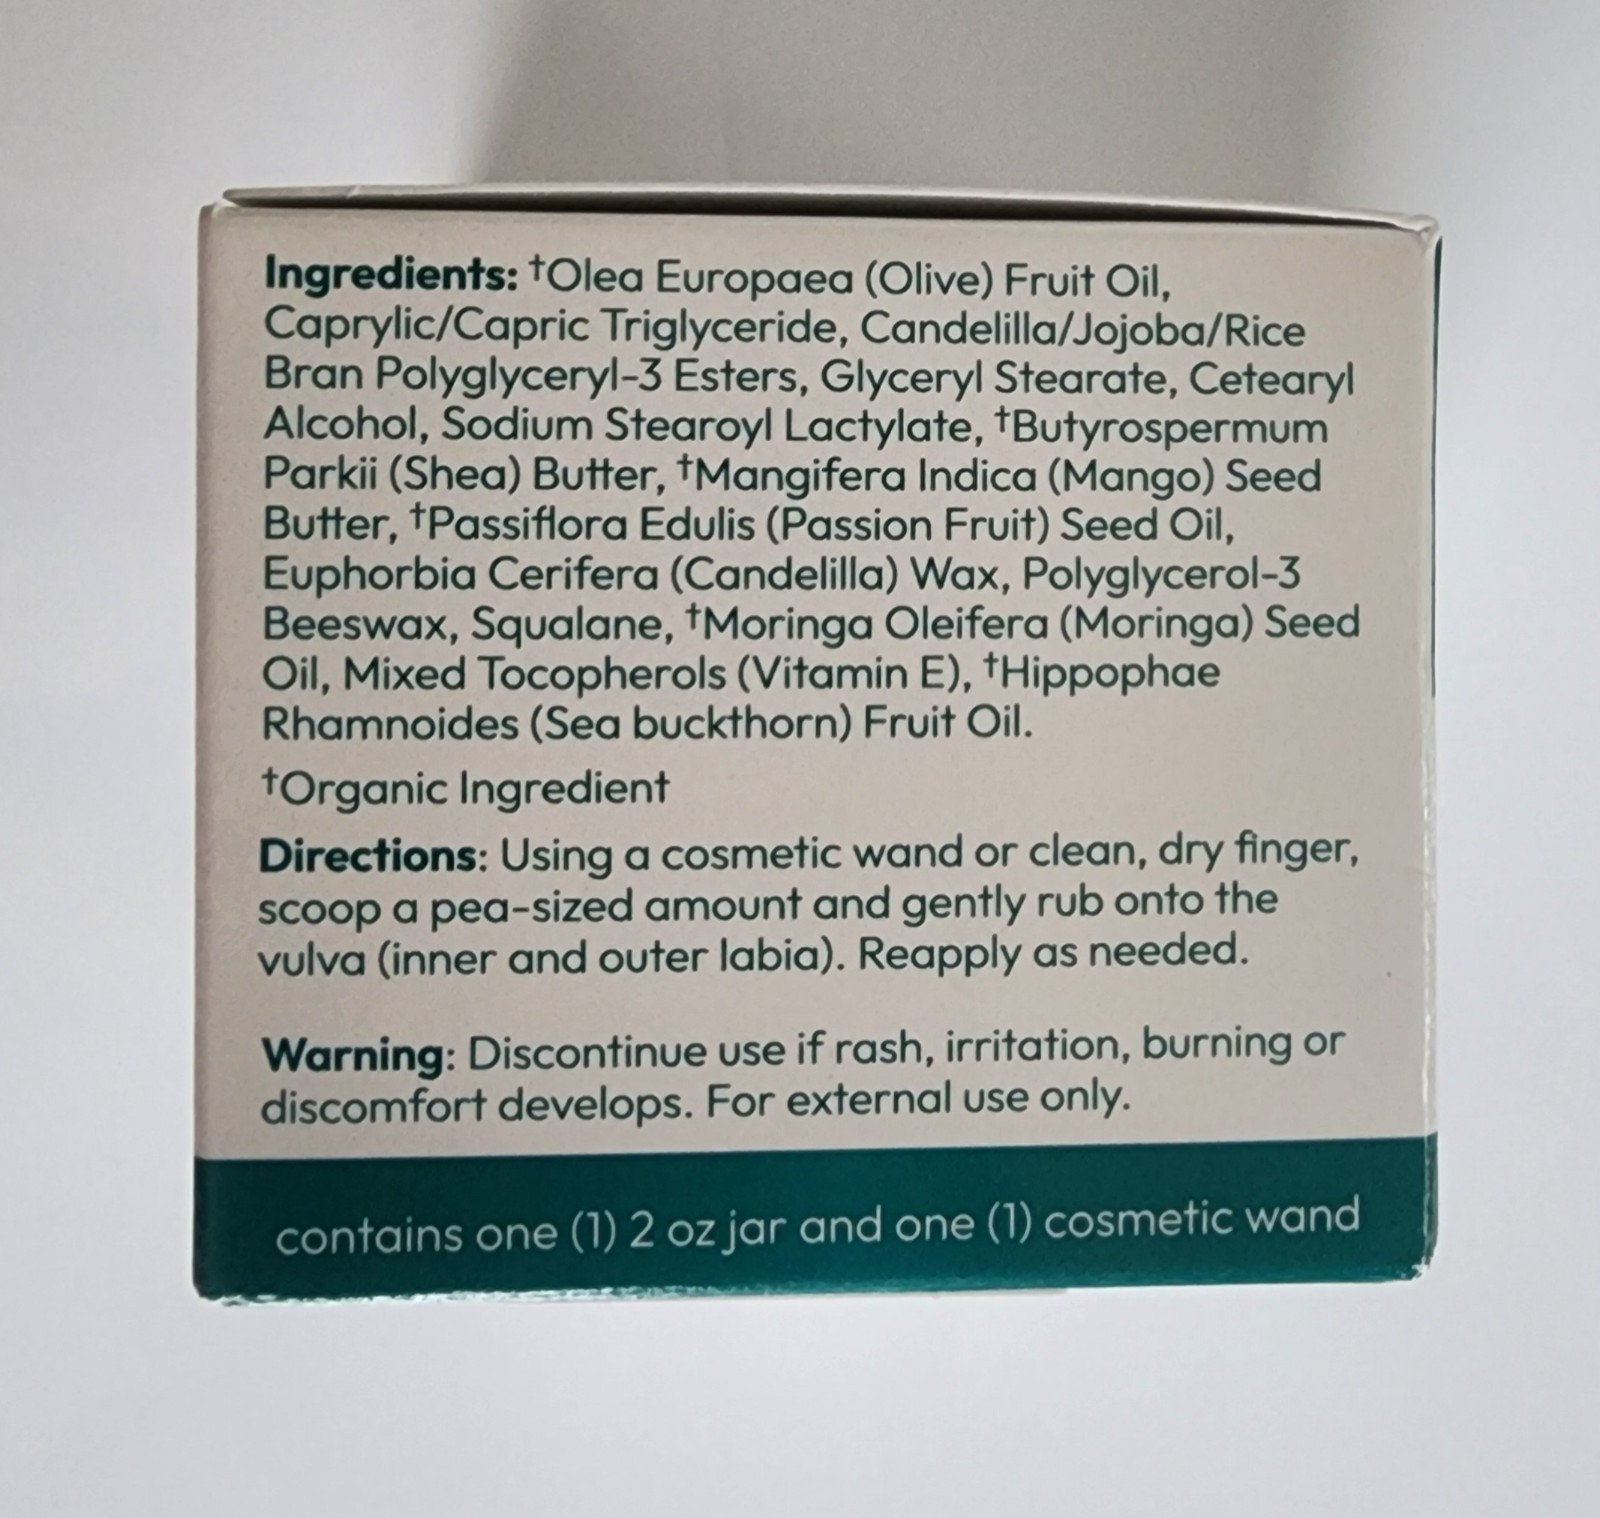 Ingredients: †Olea Europaea (Olive) Fruit Oil,
Caprylic/Capric Triglyceride, Candelilla/Jojoba/Rice
Bran Polyglyceryl-3 Esters, Glyceryl Stearate, Cetearyl
Alcohol, Sodium Stearoyl Lactylate, †Butyrospermum
Parkii (Shea) Butter, †Mangifera Indica (Mango) Seed
Butter, †Passiflora Edulis (Passion Fruit) Seed Oil,
Euphorbia Cerifera (Candelilla) Wax, Polyglycerol-3
Beeswax, Squalane, †Moringa Oleifera (Moringa) Seed
Oil, Mixed Tocopherols (Vitamin E), †Hippophae
Rhamnoides (Sea buckthorn) Fruit Oil.
†Organic Ingredient
Directions: Using a cosmetic wand or clean, dry finger,
scoop a pea-sized amount and gently rub onto the
vulva (inner and outer labia). Reapply as needed.
Warning: Discontinue use if rash, irritation, burning or
discomfort develops. For external use only.
contains one (1) 2 oz jar and one (1) cosmetic wand